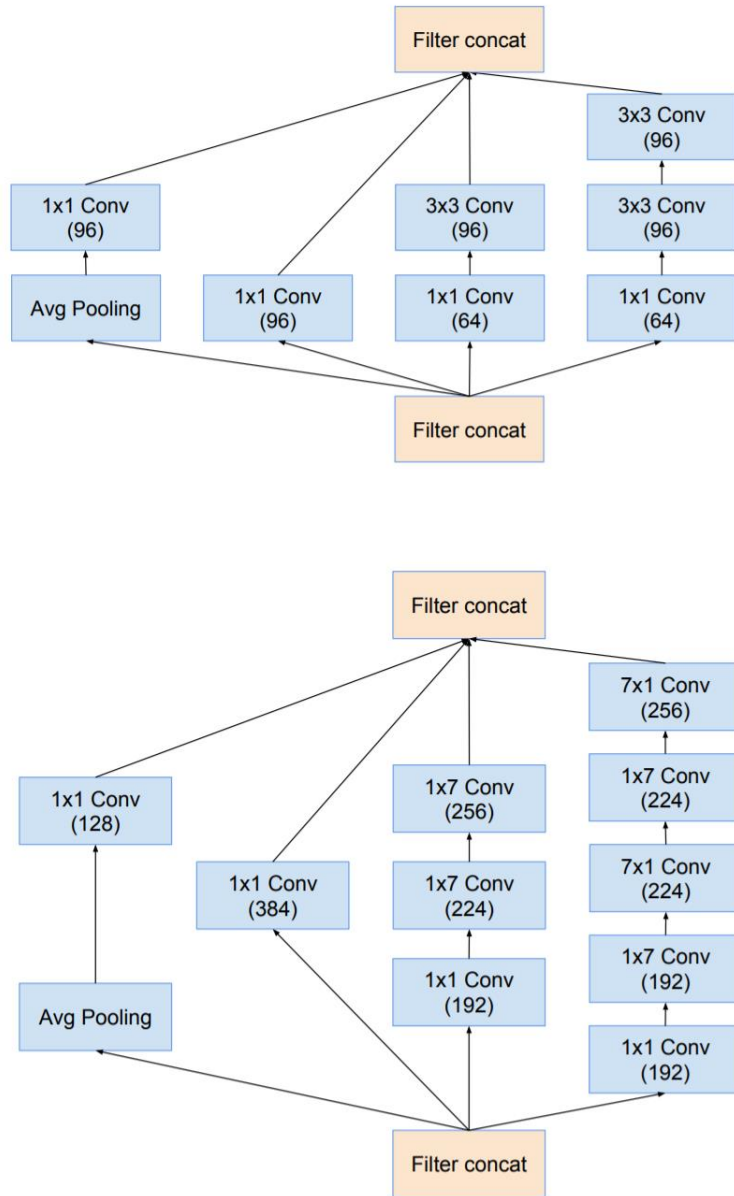 Filter concat
3x3 Conv
(96)
1x1 Conv
(96)
3x3 Conv
(96)
3x3 Conv
(96)
Avg Pooling
1x1 Conv
(96)
1x1 Conv
(64)
1x1 Conv
(64)
Filter concat
Filter concat
7x1 Conv
(256)
1x1 Conv
(128)
1x7 Conv
(256)
1x7 Conv
(224)
1x1 Conv
(384)
1x7 Conv
(224)
7x1 Conv
(224)
1x7 Conv
(192)
Avg Pooling
1x1 Conv
(192)
1x1 Conv
(192)
Filter concat